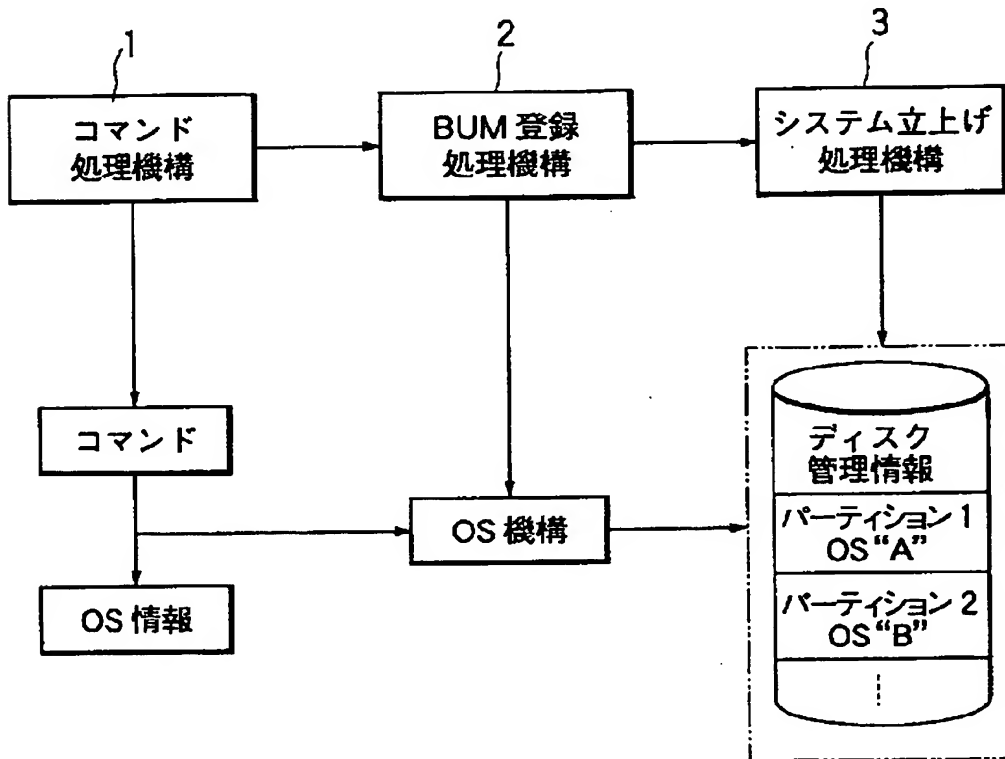 1
2
3
コマンド
処理機構
BUM 登録
処理機構
システム立上げ
処理機構
コマンド
OS 情報
OS 機構
ディスク
管理情報
パーティション 1
OS “A”
パーティション 2
OS “B”